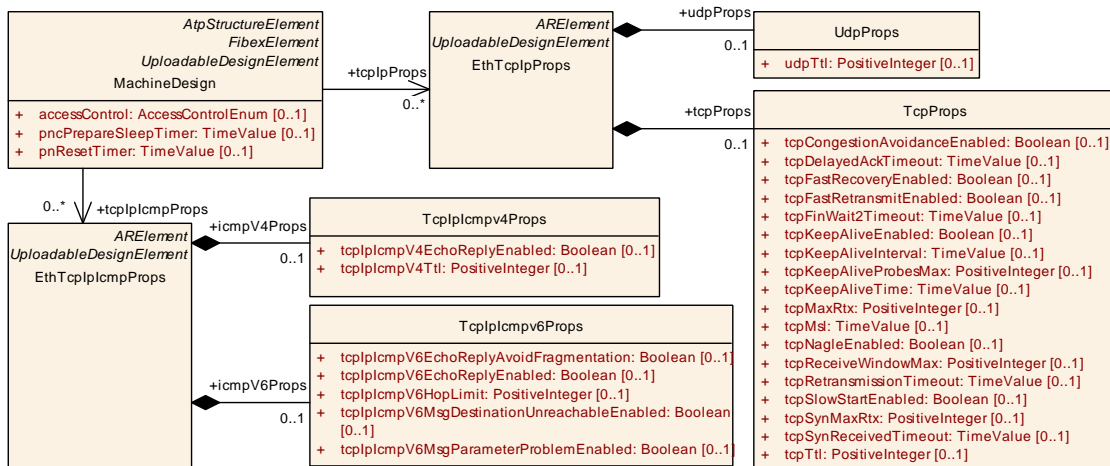 AtpStructureElement
FibexElement
UploadableDesignElement
MachineDesign
+ accessControl: AccessControlEnum [0..1]
+ pncPrepareSleepTimer: TimeValue [0..1]
+ pnResetTimer: TimeValue [0..1]
+tcpIpProps
0..*
ARElement
UploadableDesignElement
EthTcpIpProps
+udpProps
0..1
UdpProps
+ udpTtl: PositiveInteger [0..1]
+tcpProps
0..1
TcpProps
+ tcpCongestionAvoidanceEnabled: Boolean [0..1]
+ tcpDelayedAckTimeout: TimeValue [0..1]
+ tcpFastRecoveryEnabled: Boolean [0..1]
+ tcpFastRetransmitEnabled: Boolean [0..1]
+ tcpFinWait2Timeout: TimeValue [0..1]
+ tcpKeepAliveEnabled: Boolean [0..1]
+ tcpKeepAliveInterval: TimeValue [0..1]
+ tcpKeepAliveProbesMax: PositiveInteger [0..1]
+ tcpKeepAliveTime: TimeValue [0..1]
+ tcpMaxRtx: PositiveInteger [0..1]
+ tcpMsl: TimeValue [0..1]
+ tcpNagleEnabled: Boolean [0..1]
+ tcpReceiveWindowMax: PositiveInteger [0..1]
+ tcpRetransmissionTimeout: TimeValue [0..1]
+ tcpSlowStartEnabled: Boolean [0..1]
+ tcpSynMaxRtx: PositiveInteger [0..1]
+ tcpSynReceivedTimeout: TimeValue [0..1]
+ tcpTtl: PositiveInteger [0..1]
0..*
+tcpIpIcmpProps
ARElement
UploadableDesignElement
EthTcpIpIcmpProps
+icmpV4Props
0..1
TcpIpIcmpv4Props
+ tcpIpIcmpV4EchoReplyEnabled: Boolean [0..1]
+ tcpIpIcmpV4Ttl: PositiveInteger [0..1]
+icmpV6Props
0..1
TcpIpIcmpv6Props
+ tcpIpIcmpV6EchoReplyAvoidFragmentation: Boolean [0..1]
+ tcpIpIcmpV6EchoReplyEnabled: Boolean [0..1]
+ tcpIpIcmpV6HopLimit: PositiveInteger [0..1]
+ tcpIpIcmpV6MsgDestinationUnreachableEnabled: Boolean
[0..1]
+ tcpIpIcmpV6MsgParameterProblemEnabled: Boolean [0..1]